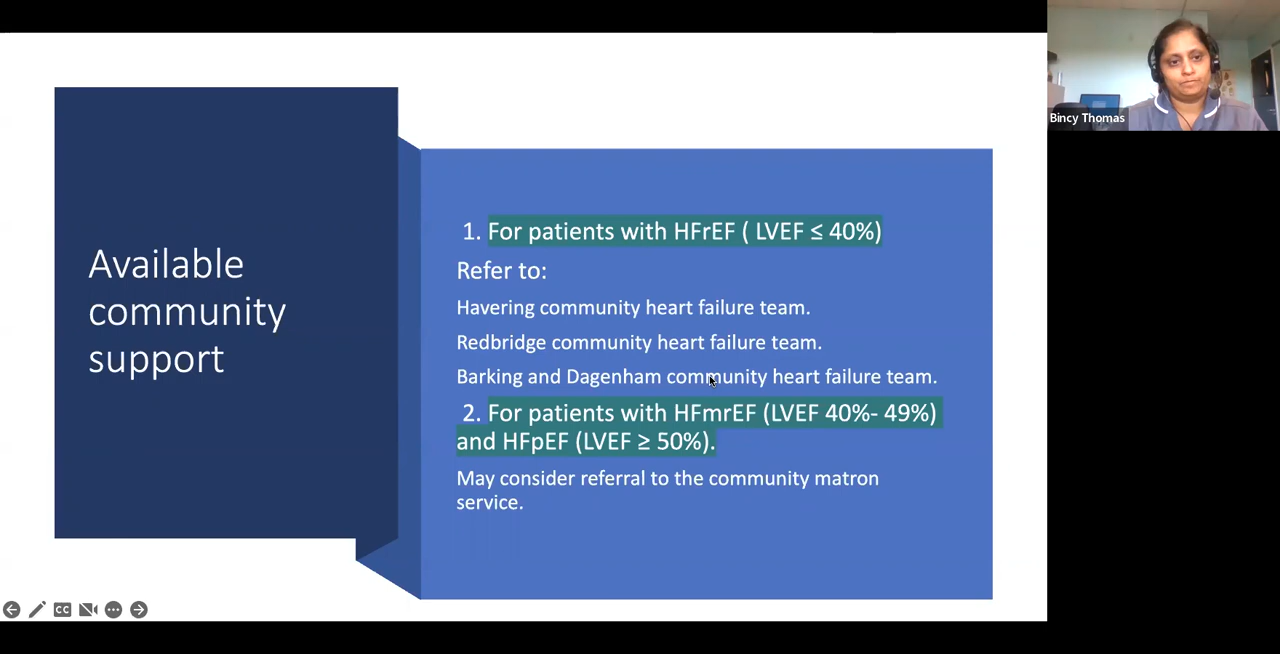 Available
community
support
1. For patients with HFrEF ( LVEF ≤ 40%)
Refer to:
Havering community heart failure team.
Redbridge community heart failure team.
Barking and Dagenham community heart failure team.
2. For patients with HFmrEF (LVEF 40%- 49%)
and HFpEF (LVEF ≥ 50%).
May consider referral to the community matron
service.
Bincy Thomas
CC